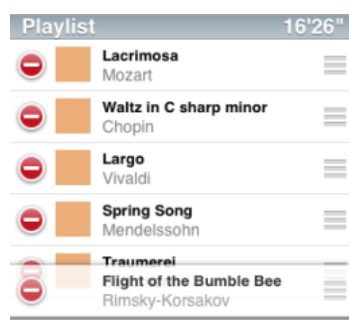 Playlist 16'26"
Lacrimosa
Mozart
Waltz in C sharp minor
Chopin
Largo
Vivaldi
Spring Song
Mendelssohn
Traumerei
Flight of the Bumble Bee
Rimsky-Korsakov